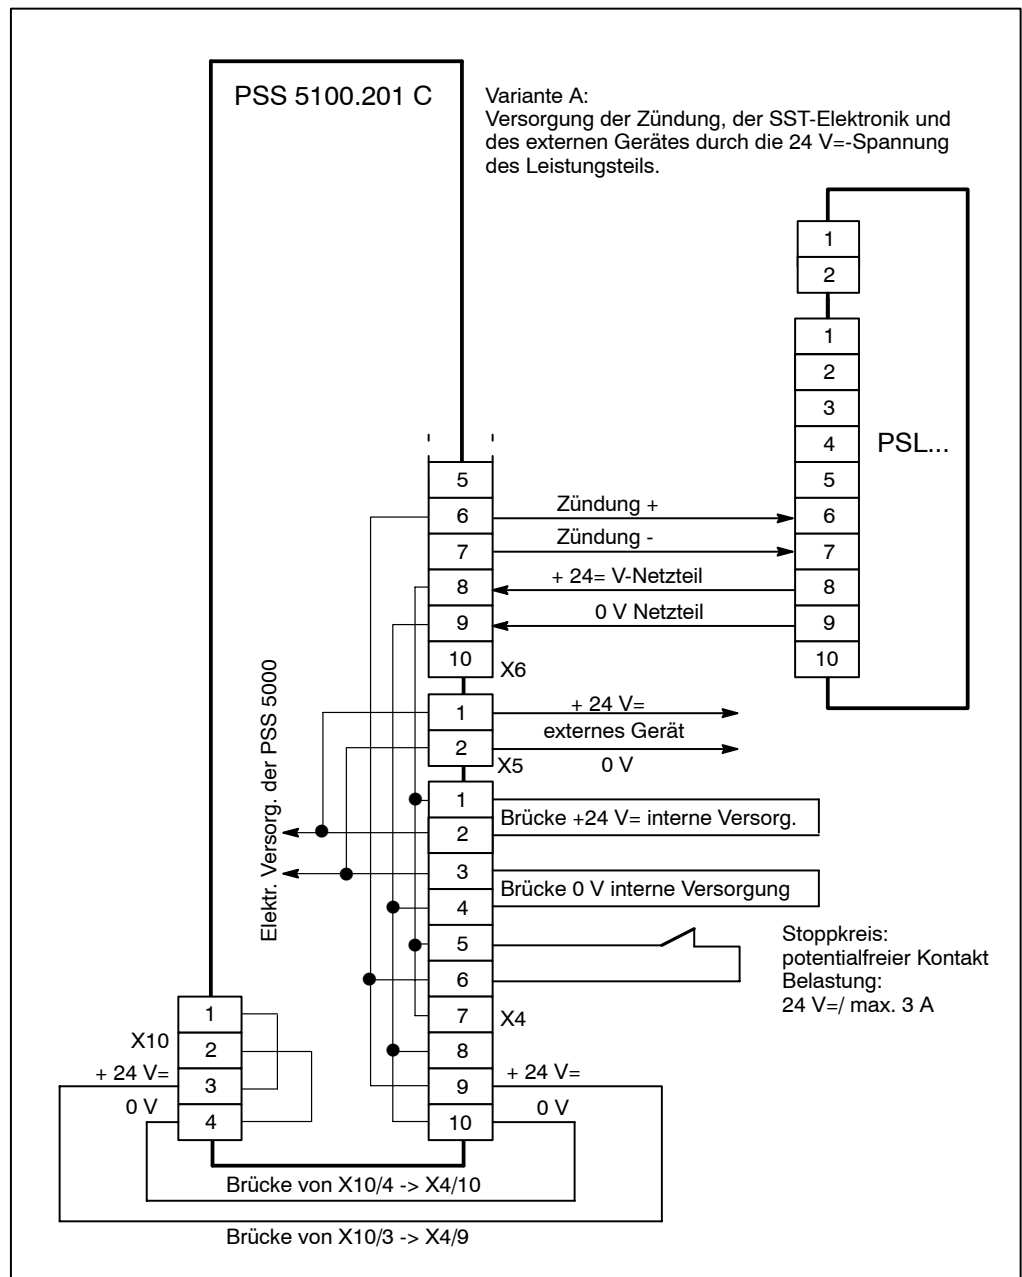 PSS 5100.201 C
Variante A:
Versorgung der Zündung, der SST-Elektronik und
des externen Gerätes durch die 24 V=-Spannung
des Leistungsteils.
1
2
1
2
3
4
5
6
7
8
9
10
PSL...
5
6
7
8
9
10
X6
Zündung +
Zündung -
+ 24= V-Netzteil
0 V Netzteil
1
2
X5
+ 24 V=
externes Gerät
0 V
Elektr. Versorg. der PSS 5000
1
2
3
4
5
6
7
8
9
10
X4
Brücke +24 V= interne Versorg.
Brücke 0 V interne Versorgung
Stoppkreis:
potentialfreier Kontakt
Belastung:
24 V=/ max. 3 A
1
2
3
4
X10
+ 24 V=
0 V
+ 24 V=
0 V
Brücke von X10/4 -> X4/10
Brücke von X10/3 -> X4/9